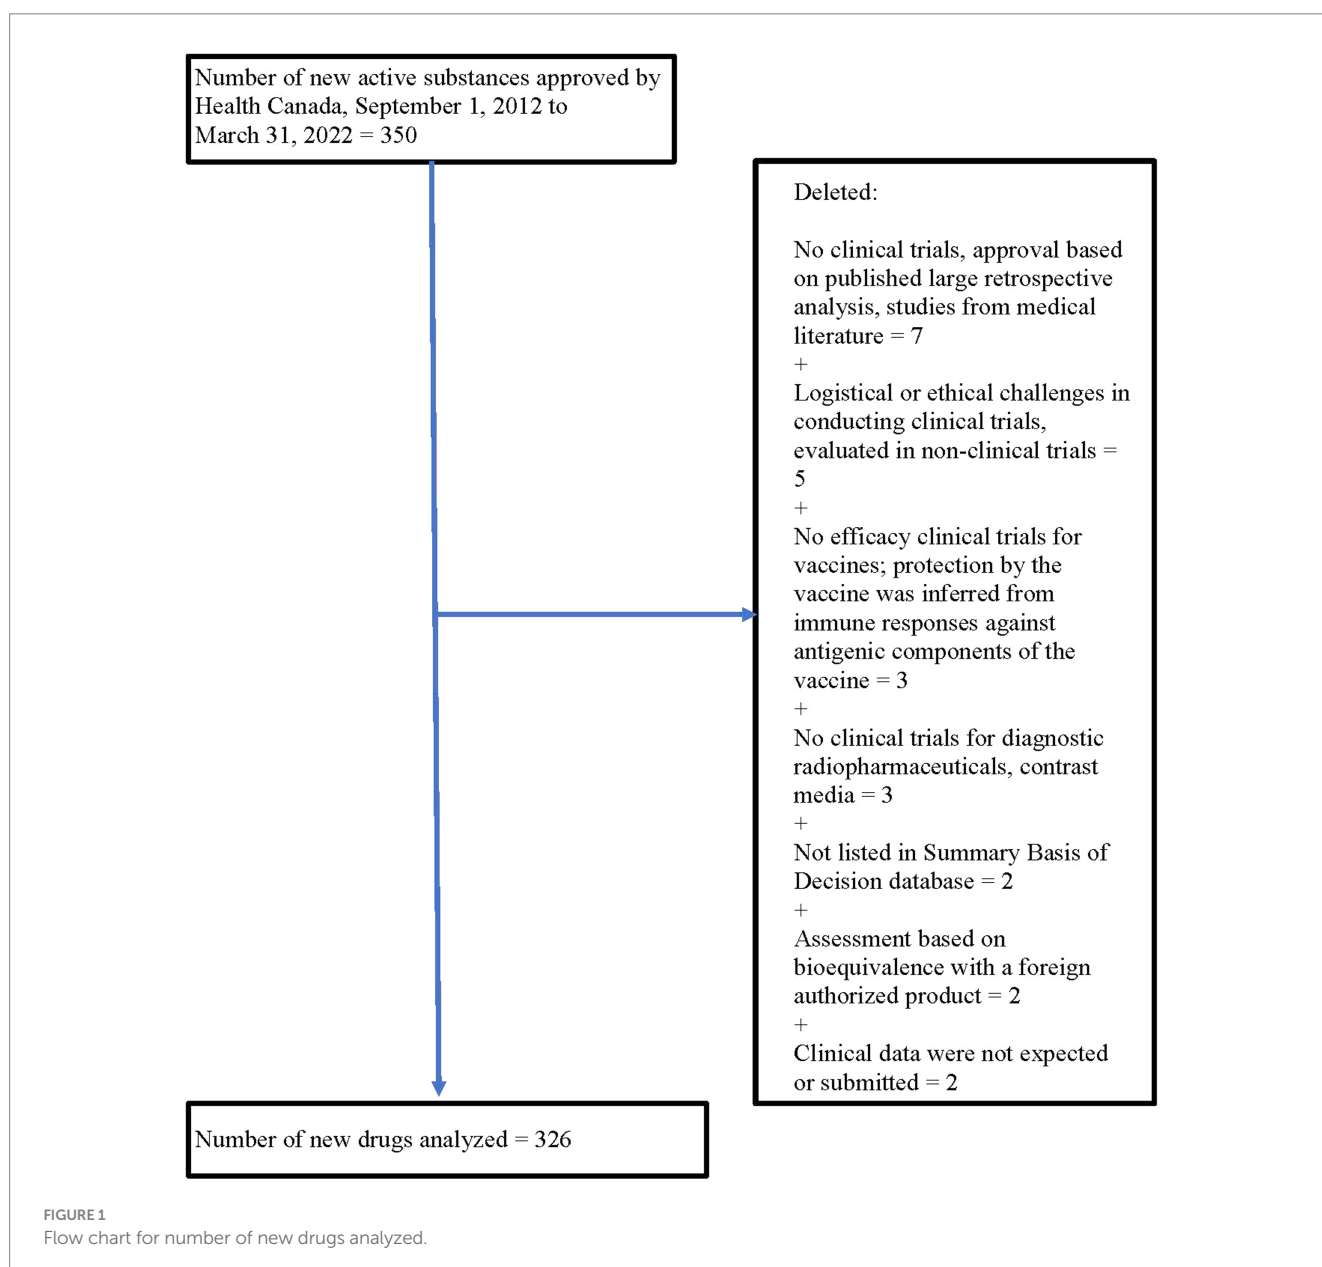 Number of new active substances approved by
Health Canada, September 1, 2012 to
March 31, 2022 = 350
Deleted:
No clinical trials, approval based
on published large retrospective
analysis, studies from medical
literature = 7
+
Logistical or ethical challenges in
conducting clinical trials,
evaluated in non-clinical trials =
5
+
No efficacy clinical trials for
vaccines; protection by the
vaccine was inferred from
immune responses against
antigenic components of the
vaccine = 3
+
No clinical trials for diagnostic
radiopharmaceuticals, contrast
media = 3
+
Not listed in Summary Basis of
Decision database = 2
+
Assessment based on
bioequivalence with a foreign
authorized product = 2
+
Clinical data were not expected
or submitted = 2
Number of new drugs analyzed = 326
FIGURE 1
Flow chart for number of new drugs analyzed.